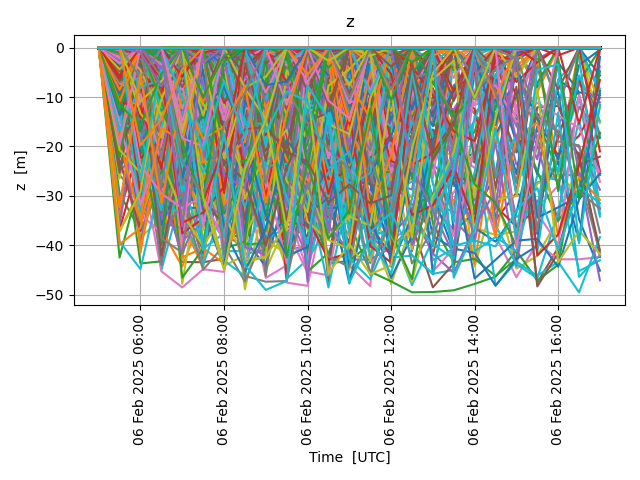 z
0
−10
−20
−30
−40
−50
z [m]
06 Feb 2025 06:00
06 Feb 2025 08:00
06 Feb 2025 10:00
06 Feb 2025 12:00
06 Feb 2025 14:00
06 Feb 2025 16:00
Time [UTC]